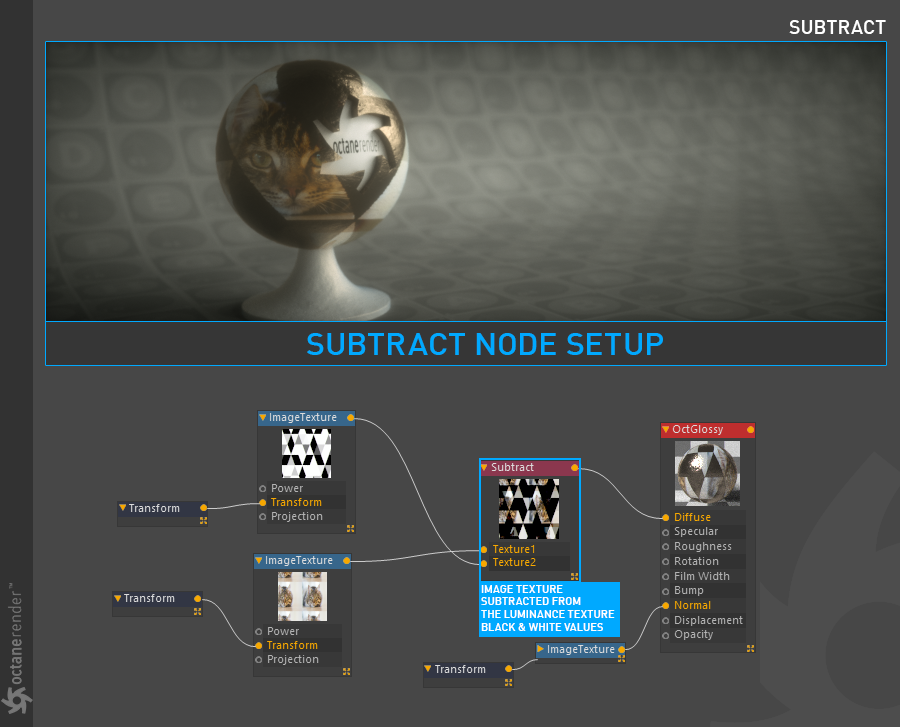 SUBTRACT
octanerender
SUBTRACT NODE SETUP
ImageTexture
Power
Transform
Projection
Transform
ImageTexture
Power
Transform
Projection
Transform
Subtract
Texture1
Texture2
IMAGE TEXTURE
SUBTRACTED FROM
THE LUMINANCE TEXTURE
BLACK & WHITE VALUES
ImageTexture
Transform
OctGlossy
Diffuse
Specular
Roughness
Rotation
Film Width
Bump
Normal
Displacement
Opacity
octanerender™